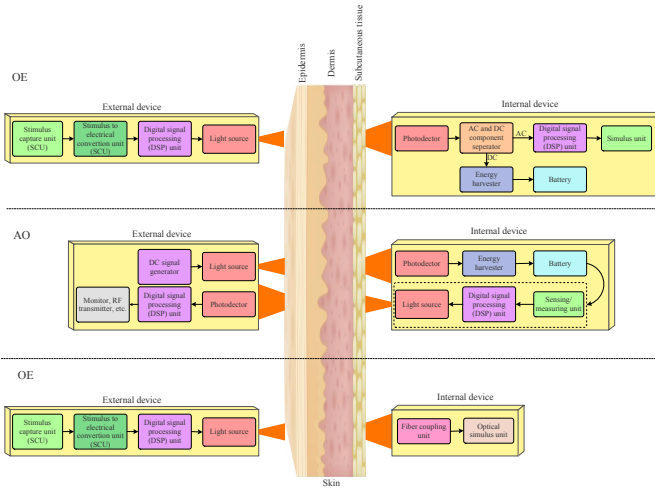 Epidermis
Dermis
Subcutaneous tissue
OE
External device
Stimulus
capture unit
(SCU)
Stimulus to
electrical
convertion unit
(SCU)
Digital signal
processing
(DSP) unit
Light source
Internal device
Photodector
AC and DC
component
seperator
AC
DC
Digital signal
processing
(DSP) unit
Simulus unit
Energy
harvester
Battery
AO
External device
DC signal
generator
Light source
Monitor, RF
transmitter, etc.
Digital signal
processing
(DSP) unit
Photodector
Internal device
Photodector
Energy
harvester
Battery
Light source
Digital signal
processing
(DSP) unit
Sensing/
measuring unit
OE
External device
Stimulus
capture unit
(SCU)
Stimulus to
electrical
convertion unit
(SCU)
Digital signal
processing
(DSP) unit
Light source
Internal device
Fiber coupling
unit
Optical
simulus unit
Skin